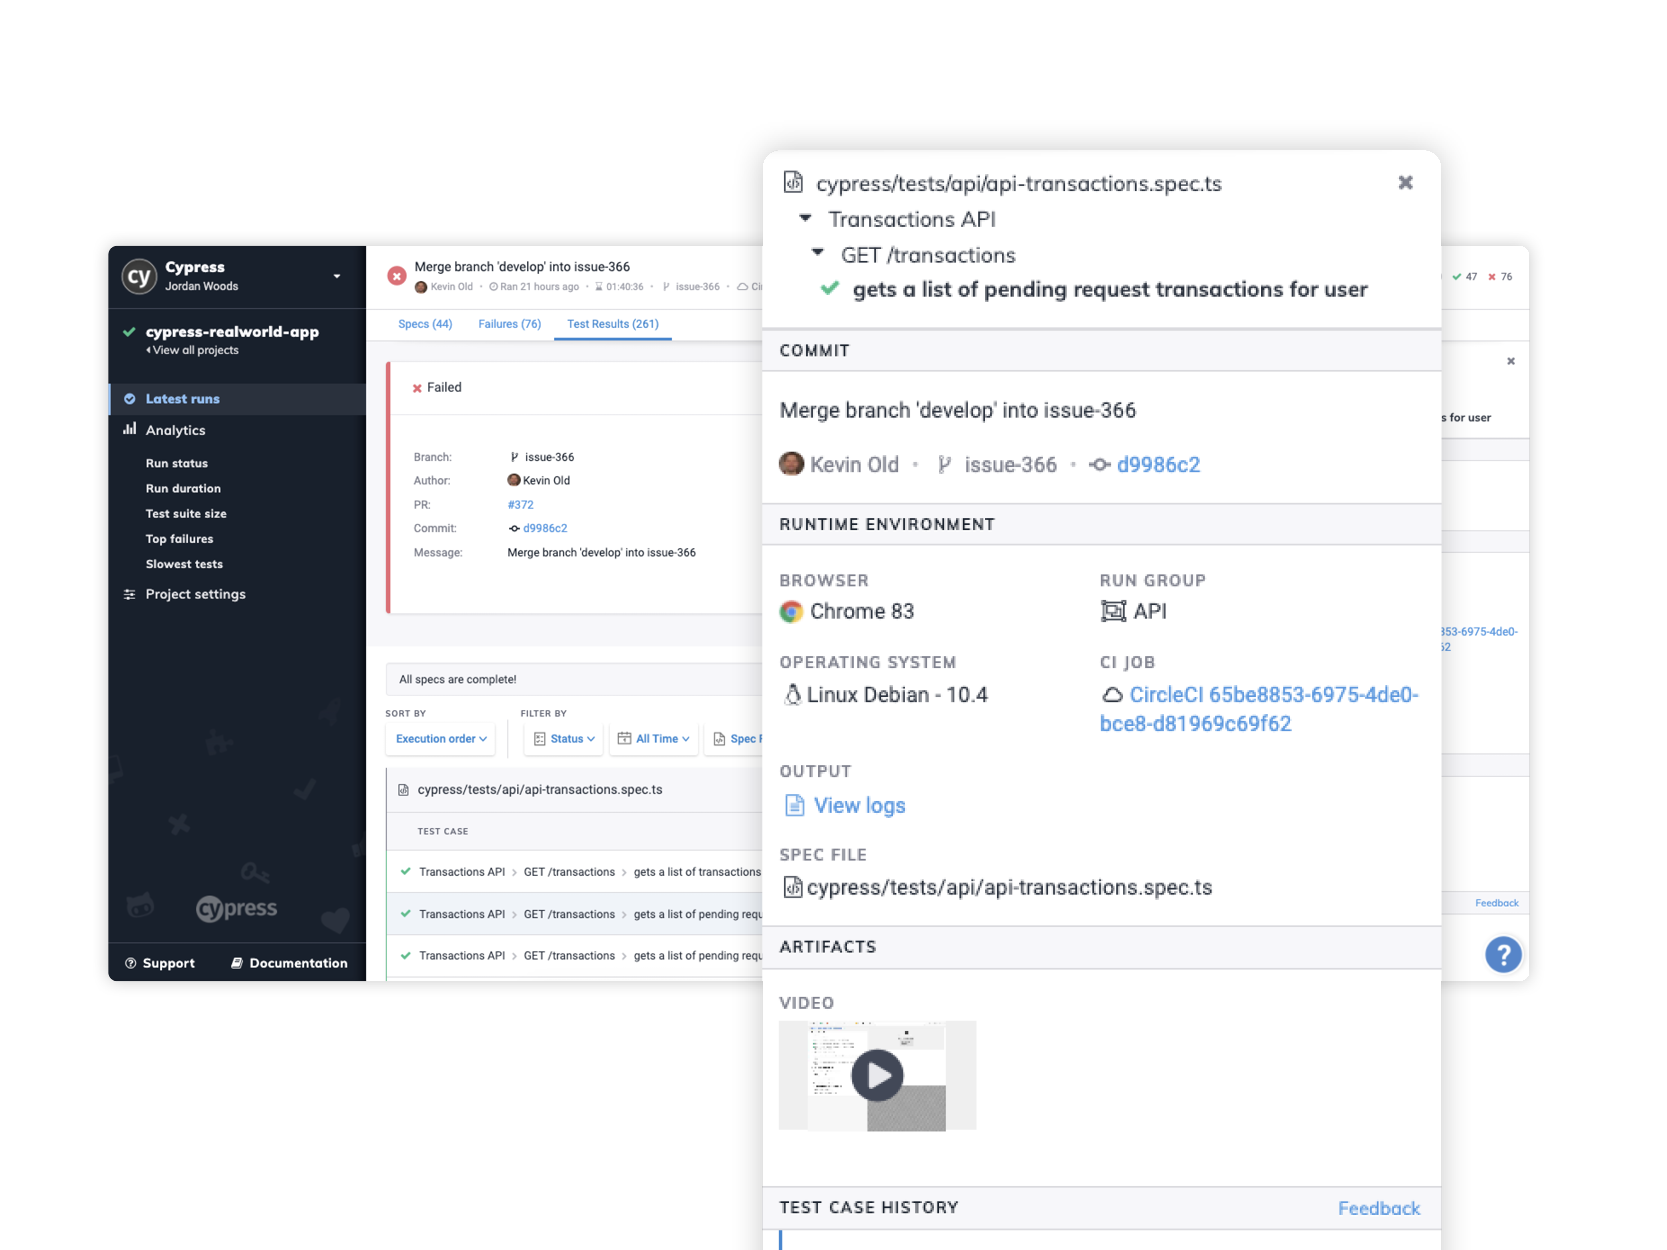 cy
Cypress
Jordan Woods
cypress-realworld-app
View all projects
Latest runs
Analytics
Run status
Run duration
Test suite size
Top failures
Slowest tests
Project settings
cypress
Support
Documentation
Merge branch 'develop' into issue-366
Kevin Old • Ran 21 hours ago • 01:40:36 • issue-366 •
47 76
Specs (44)
Failures (76)
Test Results (261)
Failed
Branch: issue-366
Author: Kevin Old
PR: #372
Commit: d9986c2
Message: Merge branch 'develop' into issue-366
All specs are complete!
SORT BY
FILTER BY
Execution order
Status
All Time
Spec
cypress/tests/api/api-transactions.spec.ts
TEST CASE
Transactions API > GET /transactions > gets a list of transactions
Transactions API > GET /transactions > gets a list of pending requ
Transactions API > GET /transactions > gets a list of pending requ
cypress/tests/api/api-transactions.spec.ts
Transactions API
GET /transactions
gets a list of pending request transactions for user
COMMIT
Merge branch 'develop' into issue-366
Kevin Old • issue-366 • d9986c2
RUNTIME ENVIRONMENT
BROWSER
Chrome 83
RUN GROUP
API
OPERATING SYSTEM
Linux Debian - 10.4
CI JOB
CircleCI 65be8853-6975-4de0-
bce8-d81969c69f62
OUTPUT
View logs
SPEC FILE
cypress/tests/api/api-transactions.spec.ts
ARTIFACTS
VIDEO
TEST CASE HISTORY
Feedback
s for user
853-6975-4de0-
62
Feedback
?